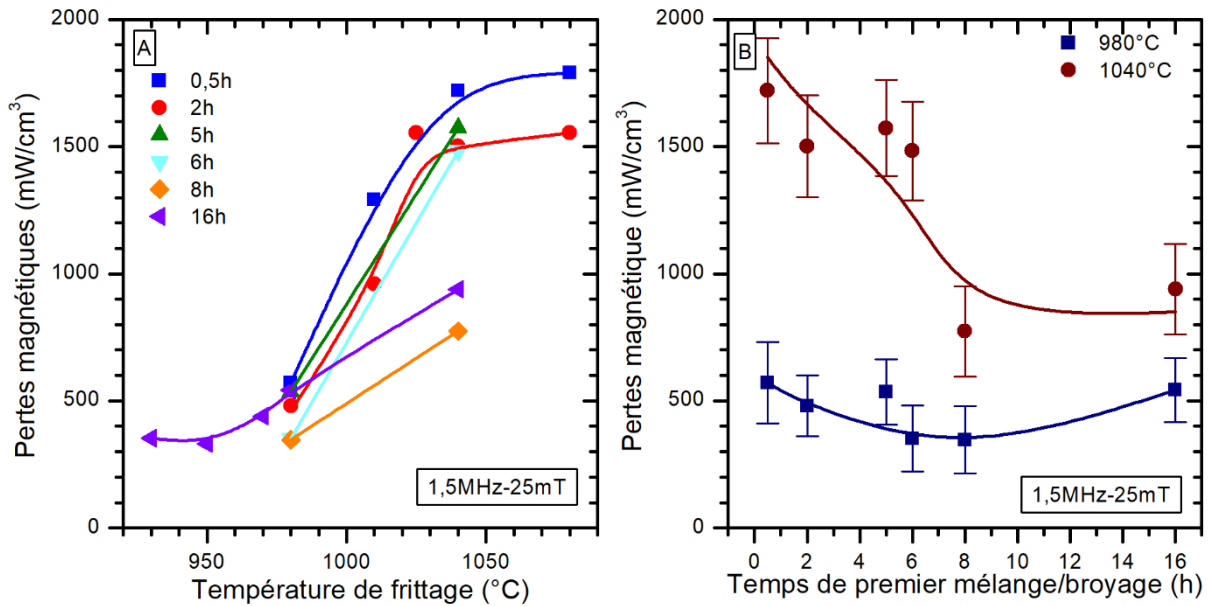 A
0,5h
2h
5h
6h
8h
16h
1,5MHz-25mT
Pertes magnétiques (mW/cm³)
2000
1500
1000
500
0
950
1000
1050
Température de frittage (°C)
B
980°C
1040°C
1,5MHz-25mT
Pertes magnétique (mW/cm³)
2000
1500
1000
500
0
0
2
4
6
8
10
12
14
16
Temps de premier mélange/broyage (h)